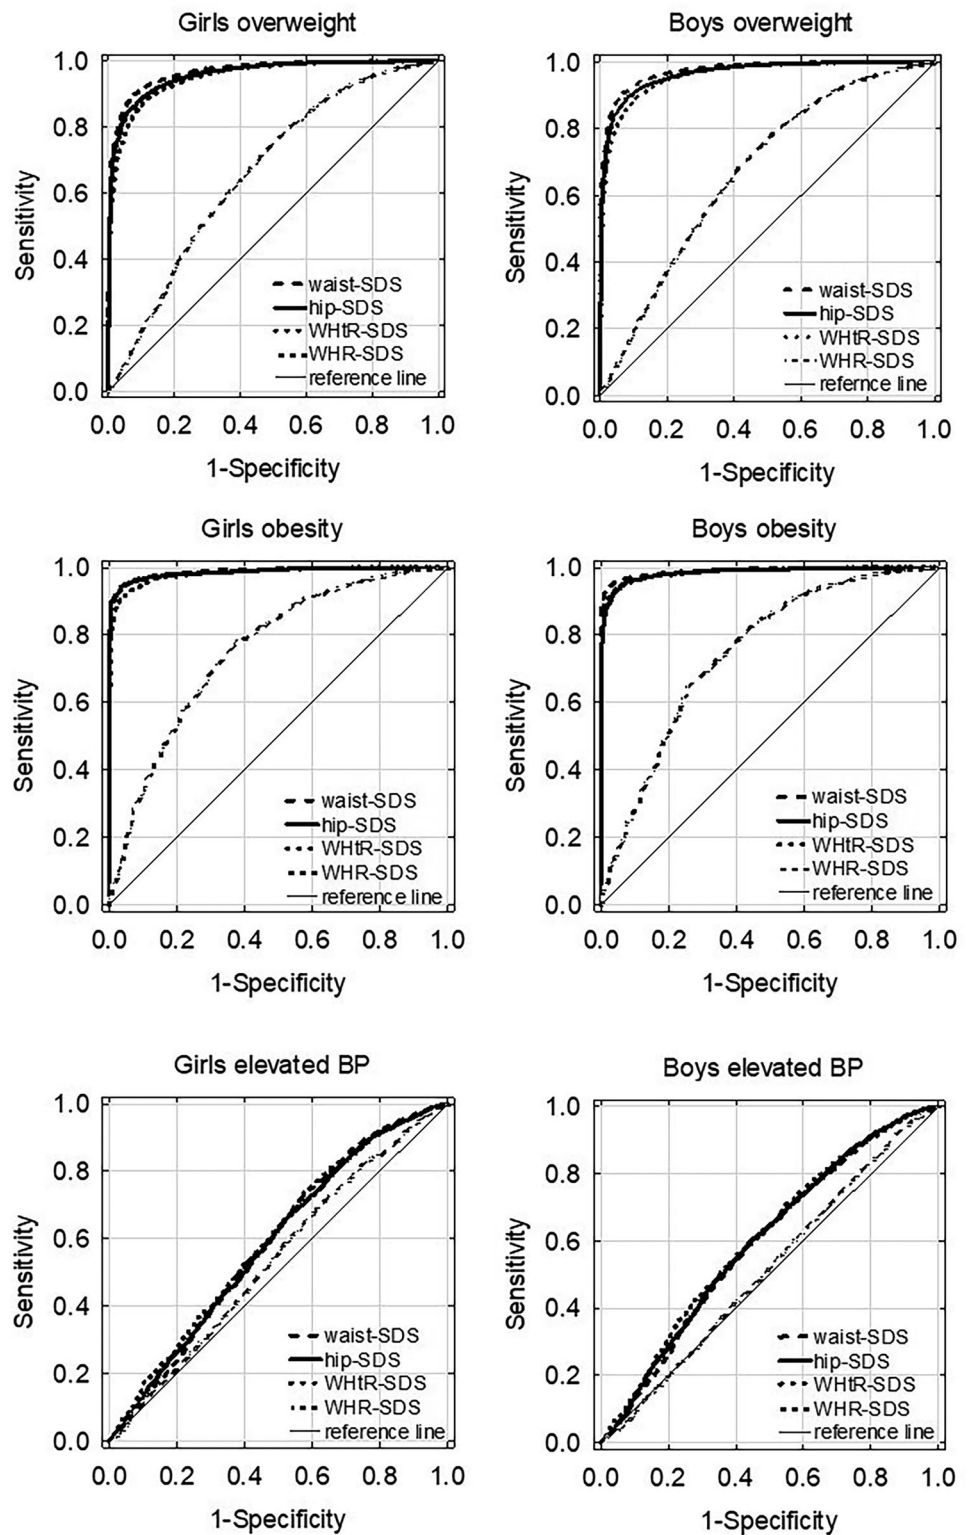 Girls overweight
1.0
0.8
0.6
0.4
0.2
0.0
Sensitivity
waist-SDS
hip-SDS
WHtR-SDS
WHR-SDS
reference line
0.0 0.2 0.4 0.6 0.8 1.0
1-Specificity
Boys overweight
1.0
0.8
0.6
0.4
0.2
0.0
Sensitivity
waist-SDS
hip-SDS
WHtR-SDS
WHR-SDS
refernce line
0.0 0.2 0.4 0.6 0.8 1.0
1-Specificity
Girls obesity
1.0
0.8
0.6
0.4
0.2
0.0
Sensitivity
waist-SDS
hip-SDS
WHtR-SDS
WHR-SDS
reference line
0.0 0.2 0.4 0.6 0.8 1.0
1-Specificity
Boys obesity
1.0
0.8
0.6
0.4
0.2
0.0
Sensitivity
waist-SDS
hip-SDS
WHtR-SDS
WHR-SDS
reference line
0.0 0.2 0.4 0.6 0.8 1.0
1-Specificity
Girls elevated BP
1.0
0.8
0.6
0.4
0.2
0.0
Sensitivity
waist-SDS
hip-SDS
WHtR-SDS
WHR-SDS
reference line
0.0 0.2 0.4 0.6 0.8 1.0
1-Specificity
Boys elevated BP
1.0
0.8
0.6
0.4
0.2
0.0
Sensitivity
waist-SDS
hip-SDS
WHtR-SDS
WHR-SDS
reference line
0.0 0.2 0.4 0.6 0.8 1.0
1-Specificity